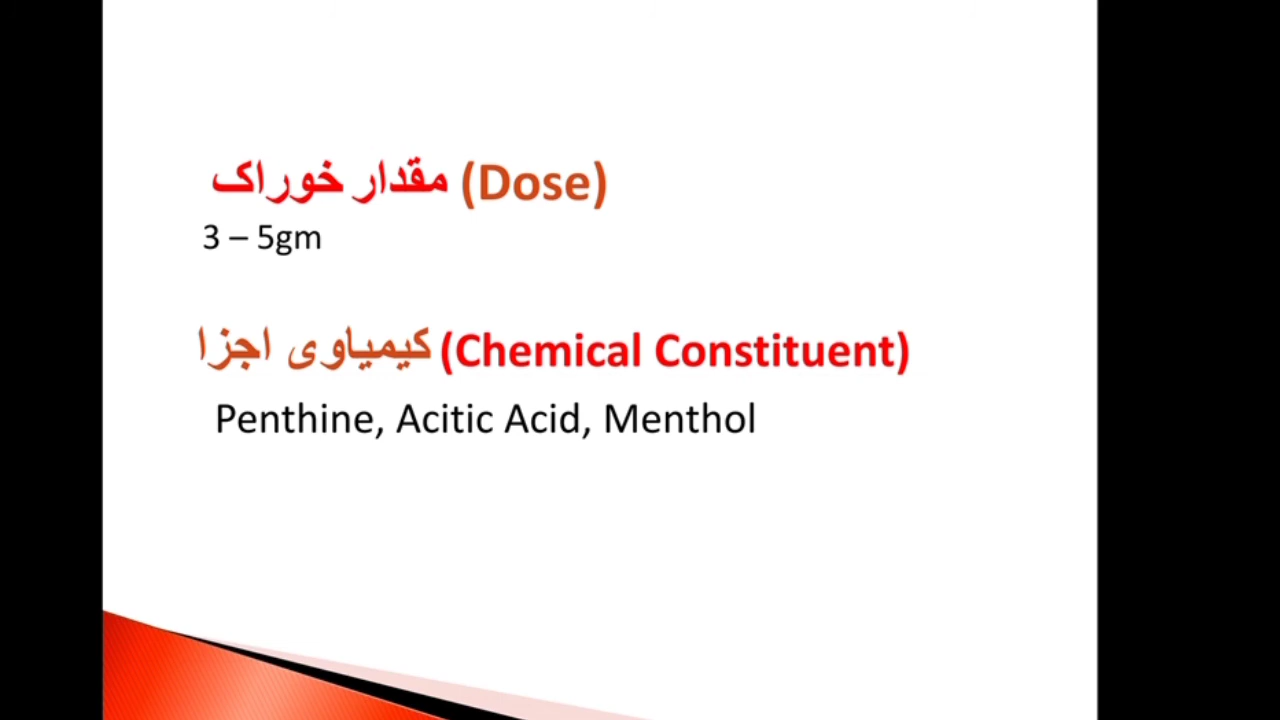 مقدار خوراک (Dose)
3 – 5gm
کیمیاوی اجزا (Chemical Constituent)
Penthine, Acitic Acid, Menthol